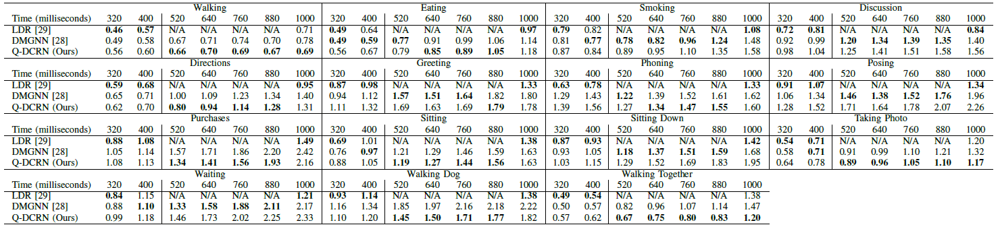 Walking Eating Smoking Discussion
Time (milliseconds) 320 400 520 640 760 880 1000 320 400 520 640 760 880 1000 320 400 520 640 760 880 1000 320 400 520 640 760 880 1000
LDR [29] 0.46 0.57 N/A N/A N/A N/A 0.71 0.49 0.64 N/A N/A N/A N/A 0.97 0.79 0.82 N/A N/A N/A N/A 1.08 0.72 0.81 N/A N/A N/A N/A 0.84
DMGNN [28] 0.49 0.58 0.67 0.71 0.74 0.70 0.78 0.49 0.59 0.77 0.91 0.99 1.06 1.14 0.81 0.77 0.78 0.82 0.96 1.24 1.48 0.92 0.99 1.20 1.34 1.39 1.35 1.40
Q-DCRN (Ours) 0.56 0.60 0.66 0.70 0.69 0.67 0.69 0.56 0.67 0.79 0.85 0.89 1.05 1.18 0.87 0.84 0.89 0.95 1.10 1.35 1.58 0.98 1.04 1.25 1.41 1.51 1.58 1.56
Directions Greeting Phoning Posing
Time (milliseconds) 320 400 520 640 760 880 1000 320 400 520 640 760 880 1000 320 400 520 640 760 880 1000 320 400 520 640 760 880 1000
LDR [29] 0.59 0.68 N/A N/A N/A N/A 0.95 0.87 0.98 N/A N/A N/A N/A 1.33 0.63 0.78 N/A N/A N/A N/A 1.33 0.91 1.07 N/A N/A N/A N/A 1.34
DMGNN [28] 0.65 0.71 1.00 1.09 1.23 1.34 1.40 0.94 1.12 1.57 1.51 1.64 1.82 1.80 1.29 1.43 1.22 1.39 1.52 1.61 1.62 1.06 1.34 1.46 1.38 1.52 1.76 1.96
Q-DCRN (Ours) 0.62 0.70 0.80 0.94 1.14 1.28 1.31 1.11 1.32 1.69 1.63 1.69 1.79 1.78 1.39 1.56 1.27 1.34 1.47 1.55 1.60 1.28 1.52 1.71 1.64 1.78 2.07 2.26
Purchases Sitting Sitting Down Taking Photo
Time (milliseconds) 320 400 520 640 760 880 1000 320 400 520 640 760 880 1000 320 400 520 640 760 880 1000 320 400 520 640 760 880 1000
LDR [29] 0.88 1.08 N/A N/A N/A N/A 1.49 0.69 1.01 N/A N/A N/A N/A 1.38 0.87 0.93 N/A N/A N/A N/A 1.42 0.54 0.71 N/A N/A N/A N/A 1.20
DMGNN [28] 1.05 1.14 1.57 1.71 1.86 2.20 2.42 0.76 0.97 1.21 1.29 1.46 1.59 1.63 0.93 1.05 1.18 1.37 1.51 1.59 1.68 0.58 0.71 0.91 0.99 1.10 1.21 1.32
Q-DCRN (Ours) 1.08 1.13 1.34 1.41 1.56 1.93 2.16 0.88 1.05 1.19 1.27 1.44 1.56 1.63 1.03 1.15 1.29 1.52 1.69 1.83 1.95 0.64 0.78 0.89 0.96 1.05 1.10 1.17
Waiting Walking Dog Walking Together
Time (milliseconds) 320 400 520 640 760 880 1000 320 400 520 640 760 880 1000 320 400 520 640 760 880 1000
LDR [29] 0.84 1.15 N/A N/A N/A N/A 1.21 0.93 1.14 N/A N/A N/A N/A 1.38 0.49 0.54 N/A N/A N/A N/A 1.38
DMGNN [28] 0.88 1.10 1.33 1.58 1.88 2.11 2.17 1.16 1.34 1.85 1.97 2.16 2.18 2.22 0.50 0.57 0.82 0.96 1.07 1.14 1.47
Q-DCRN (Ours) 0.99 1.18 1.46 1.73 2.02 2.25 2.33 1.10 1.20 1.45 1.50 1.71 1.77 1.82 0.57 0.62 0.67 0.75 0.80 0.83 1.20